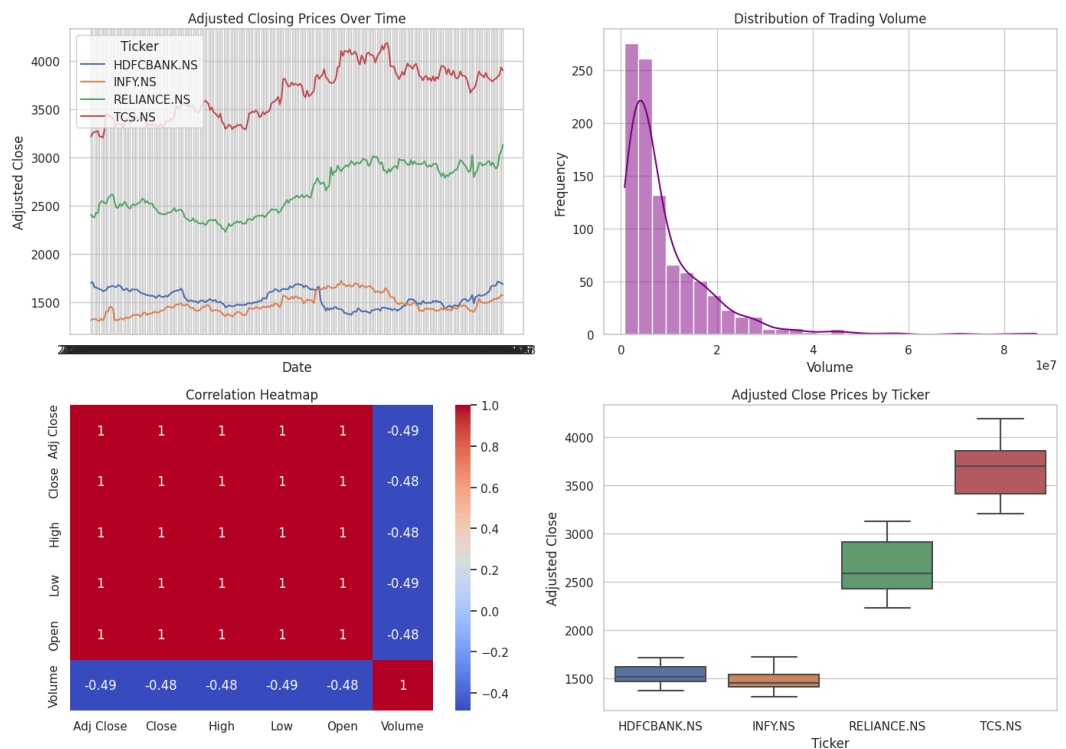 Adjusted Closing Prices Over Time
Ticker
HDFCBANK.NS
INFY.NS
RELIANCE.NS
TCS.NS
4000
3500
3000
2500
2000
1500
Adjusted Close
Date
Distribution of Trading Volume
250
200
150
100
50
0
Frequency
0 2 4 6 8
1e7
Volume
Correlation Heatmap
Adj Close 1 1 1 1 1 -0.49
Close 1 1 1 1 1 -0.48
High 1 1 1 1 1 -0.48
Low 1 1 1 1 1 -0.49
Open 1 1 1 1 1 -0.48
Volume -0.49 -0.48 -0.48 -0.49 -0.48 1
Adj Close Close High Low Open Volume
1.0
0.8
0.6
0.4
0.2
0.0
−0.2
−0.4
Adjusted Close Prices by Ticker
4000
3500
3000
2500
2000
1500
Adjusted Close
HDFCBANK.NS INFY.NS RELIANCE.NS TCS.NS
Ticker